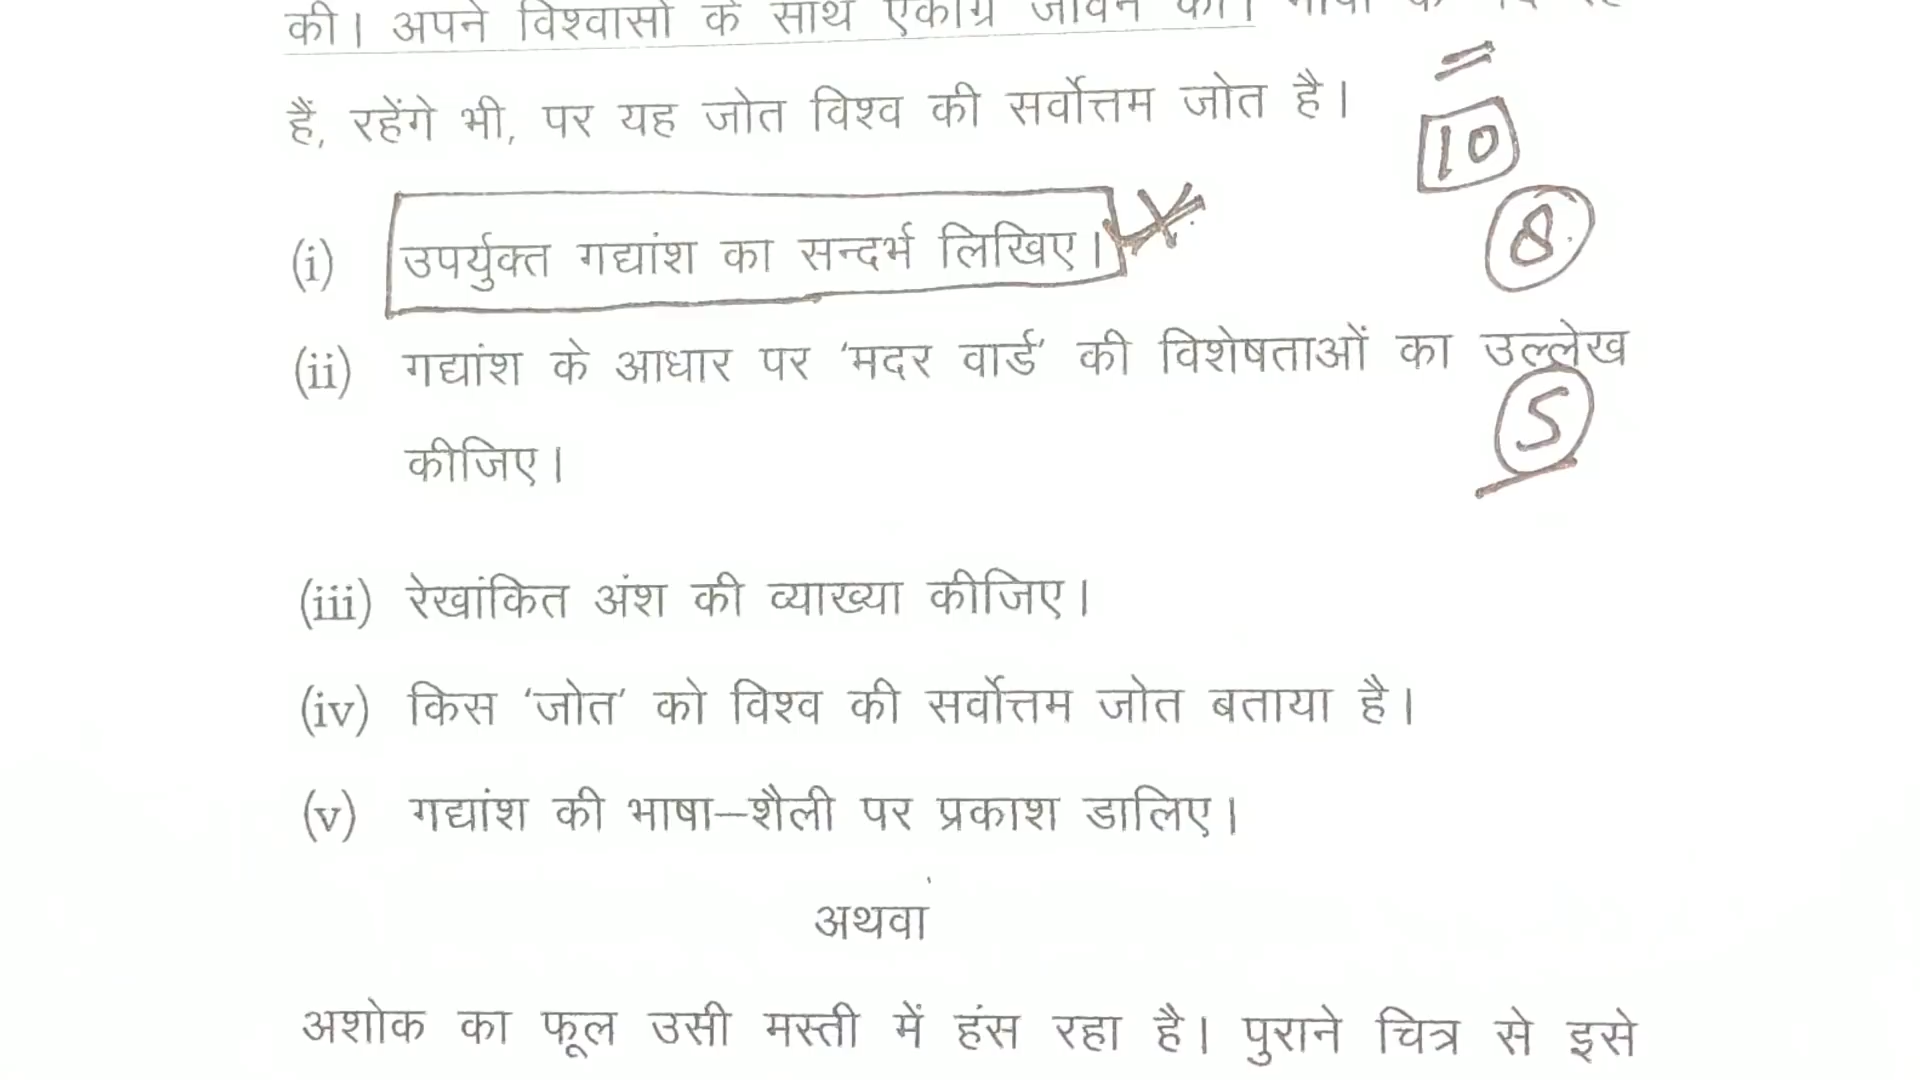 की। अपने विश्वासों के साथ एकाग्र जीवन की।
हैं, रहेंगे भी, पर यह जोत विश्व की सर्वोत्तम जोत है।
10
(i) उपर्युक्त गद्यांश का सन्दर्भ लिखिए।
8
(ii) गद्यांश के आधार पर 'मदर वार्ड' की विशेषताओं का उल्लेख
कीजिए।
5
(iii) रेखांकित अंश की व्याख्या कीजिए।
(iv) किस 'जोत' को विश्व की सर्वोत्तम जोत बताया है।
(v) गद्यांश की भाषा–शैली पर प्रकाश डालिए।
अथवा
अशोक का फूल उसी मस्ती में हंस रहा है। पुराने चित्र से इसे